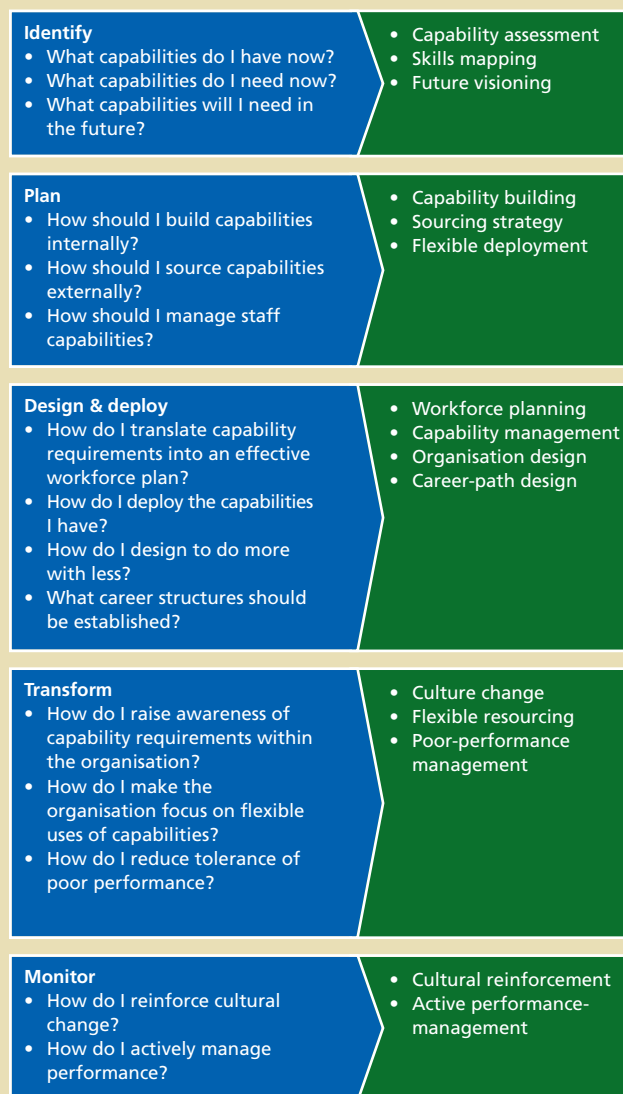 Identify
• What capabilities do I have now?
• What capabilities do I need now?
• What capabilities will I need in
the future?
• Capability assessment
• Skills mapping
• Future visioning
Plan
• How should I build capabilities
internally?
• How should I source capabilities
externally?
• How should I manage staff
capabilities?
• Capability building
• Sourcing strategy
• Flexible deployment
Design & deploy
• How do I translate capability
requirements into an effective
workforce plan?
• How do I deploy the capabilities
I have?
• How do I design to do more
with less?
• What career structures should
be established?
• Workforce planning
• Capability management
• Organisation design
• Career-path design
Transform
• How do I raise awareness of
capability requirements within
the organisation?
• How do I make the
organisation focus on flexible
uses of capabilities?
• How do I reduce tolerance of
poor performance?
• Culture change
• Flexible resourcing
• Poor-performance
management
Monitor
• How do I reinforce cultural
change?
• How do I actively manage
performance?
• Cultural reinforcement
• Active performance-
management